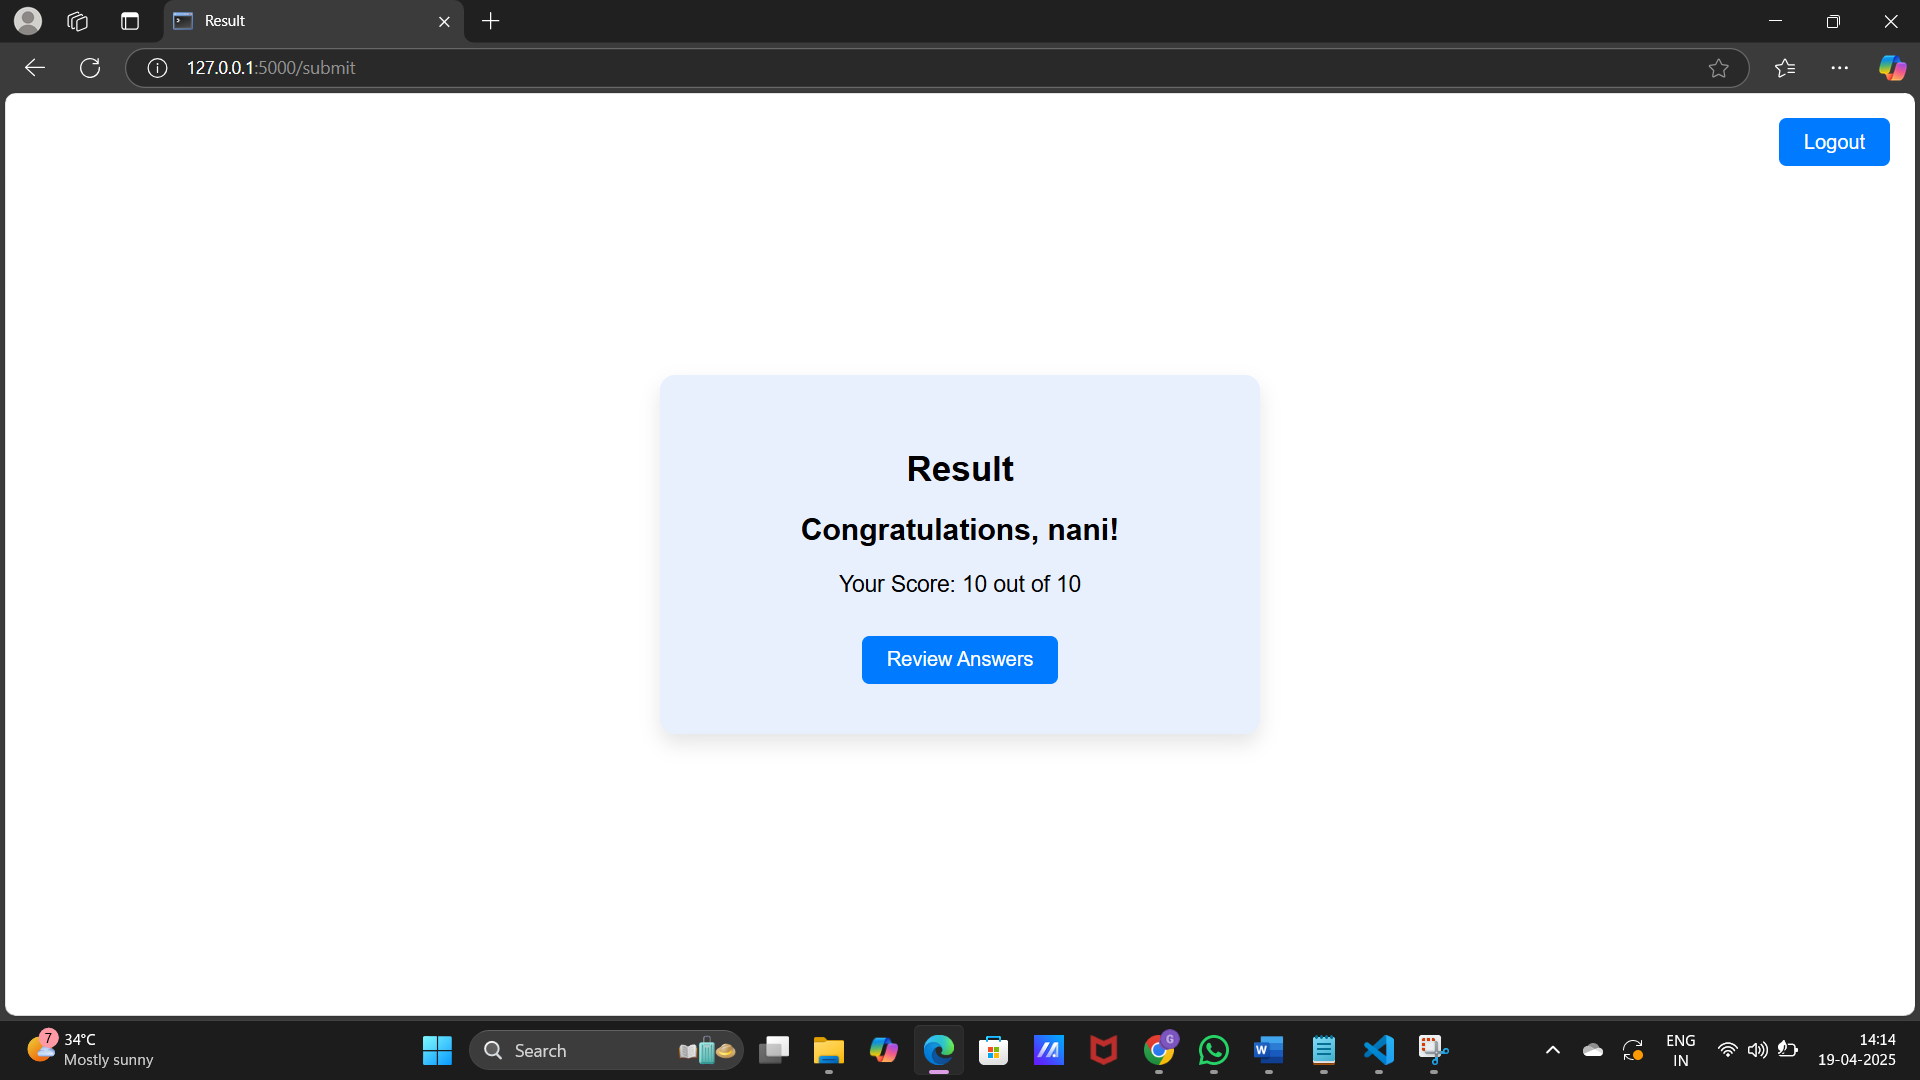 Result
127.0.0.1:5000/submit
Logout
Result
Congratulations, nani!
Your Score: 10 out of 10
Review Answers
7
34°C
Mostly sunny
Search
G
W
ENG
IN
14:14
19-04-2025